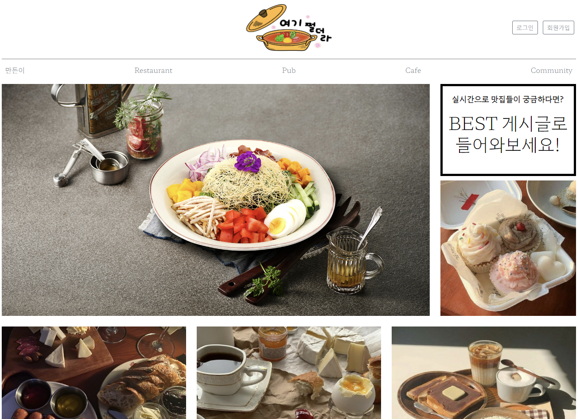 여기 쩔더라
로그인
회원가입
만든이
Restaurant
Pub
Cafe
Community
실시간으로 맛집들이 궁금하다면?
BEST 게시글로
들어와보세요!